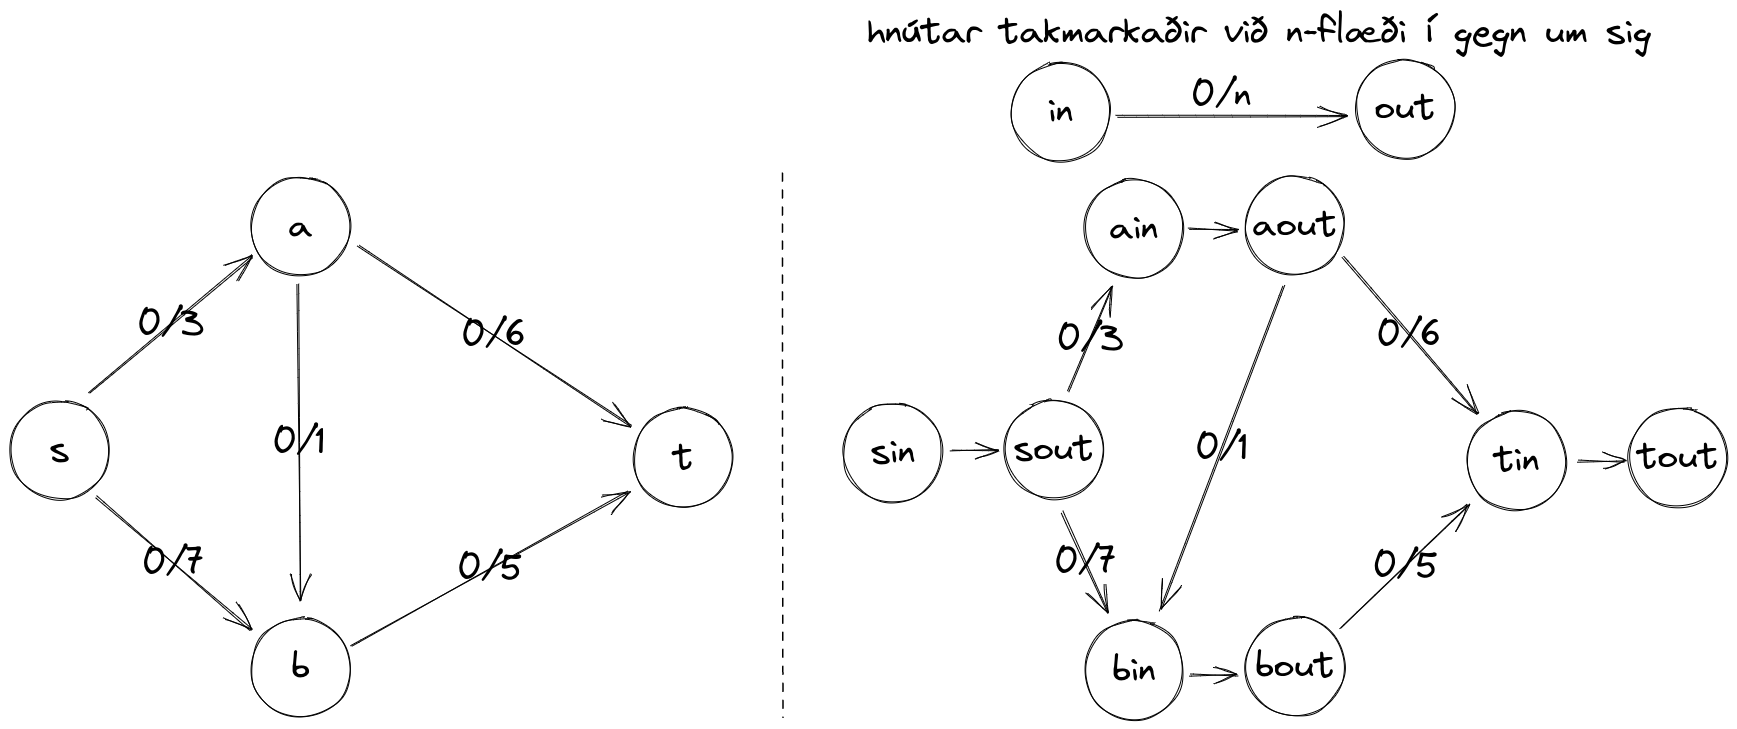 hnútar takmarkaðir við n-flæði í gegn um sig
in
0/n
out
a
0/3
0/6
s
0/1
t
0/7
0/5
b
ain
aout
0/3
0/6
sin
sout
0/1
tin
tout
0/7
0/5
bin
bout